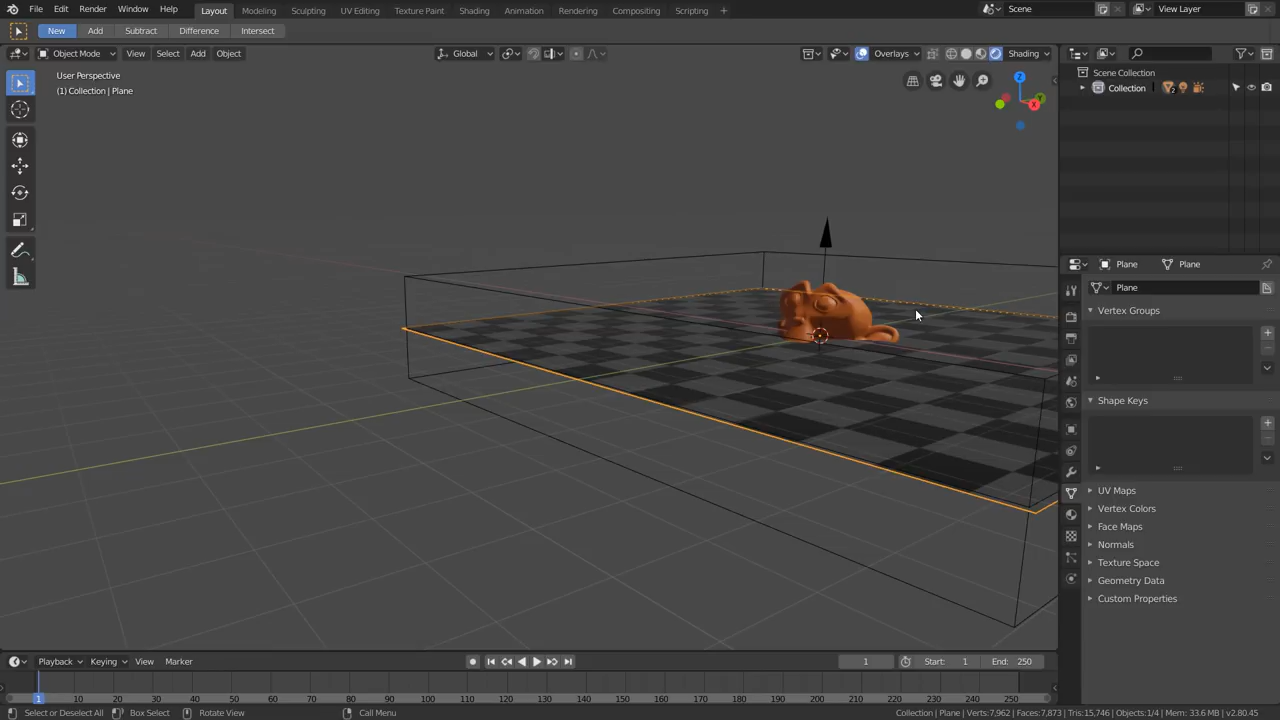 File Edit Render Window Help Layout Modeling Sculpting UV Editing Texture Paint Shading Animation Rendering Compositing Scripting + Scene View Layer
New Add Subtract Difference Intersect
Object Mode View Select Add Object Global Overlays Shading
User Perspective
(1) Collection | Plane
Z
Y
X
Scene Collection
Collection 2
Plane Plane
Plane
Vertex Groups
Shape Keys
UV Maps
Vertex Colors
Face Maps
Normals
Texture Space
Geometry Data
Custom Properties
Playback Keying View Marker 1 Start: 1 End: 250
1 10 20 30 40 50 60 70 80 90 100 110 120 130 140 150 160 170 180 190 200 210 220 230 240 250
Select or Deselect All Box Select Rotate View Call Menu Collection | Plane | Verts:7,962 | Faces:7,873 | Tris:15,746 | Objects:1/4 | Mem: 33.6 MB | v2.80.45